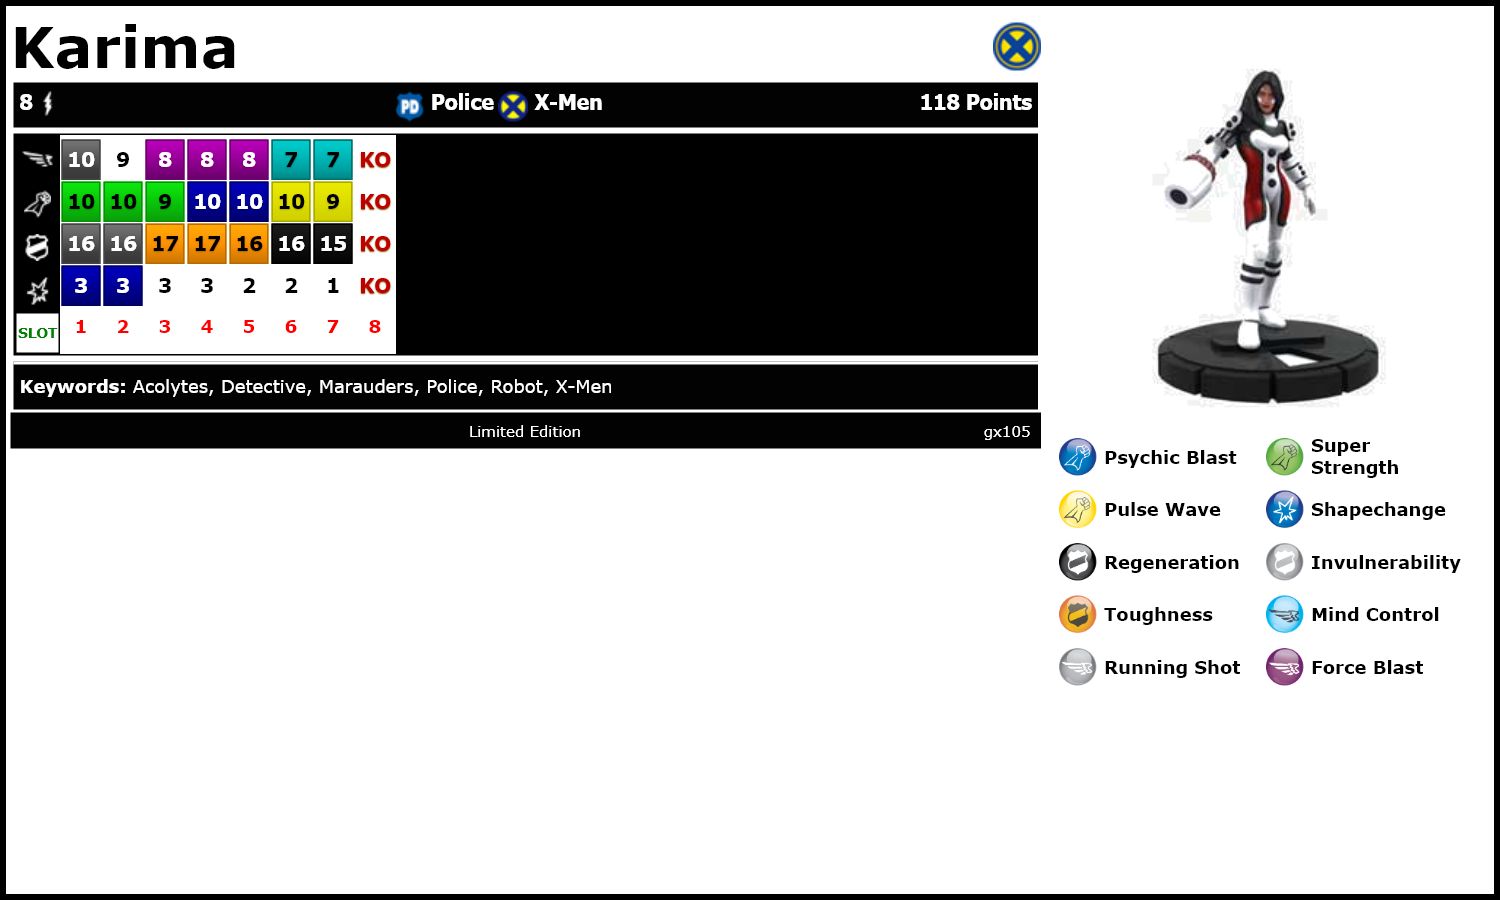 Karima
8 PD Police X-Men 118 Points
10 9 8 8 8 7 7 KO
10 10 9 10 10 10 9 KO
16 16 17 17 16 16 15 KO
3 3 3 3 2 2 1 KO
SLOT 1 2 3 4 5 6 7 8
Keywords: Acolytes, Detective, Marauders, Police, Robot, X-Men
Limited Edition gx105
Psychic Blast
Super
Strength
Pulse Wave
Shapechange
Regeneration
Invulnerability
Toughness
Mind Control
Running Shot
Force Blast